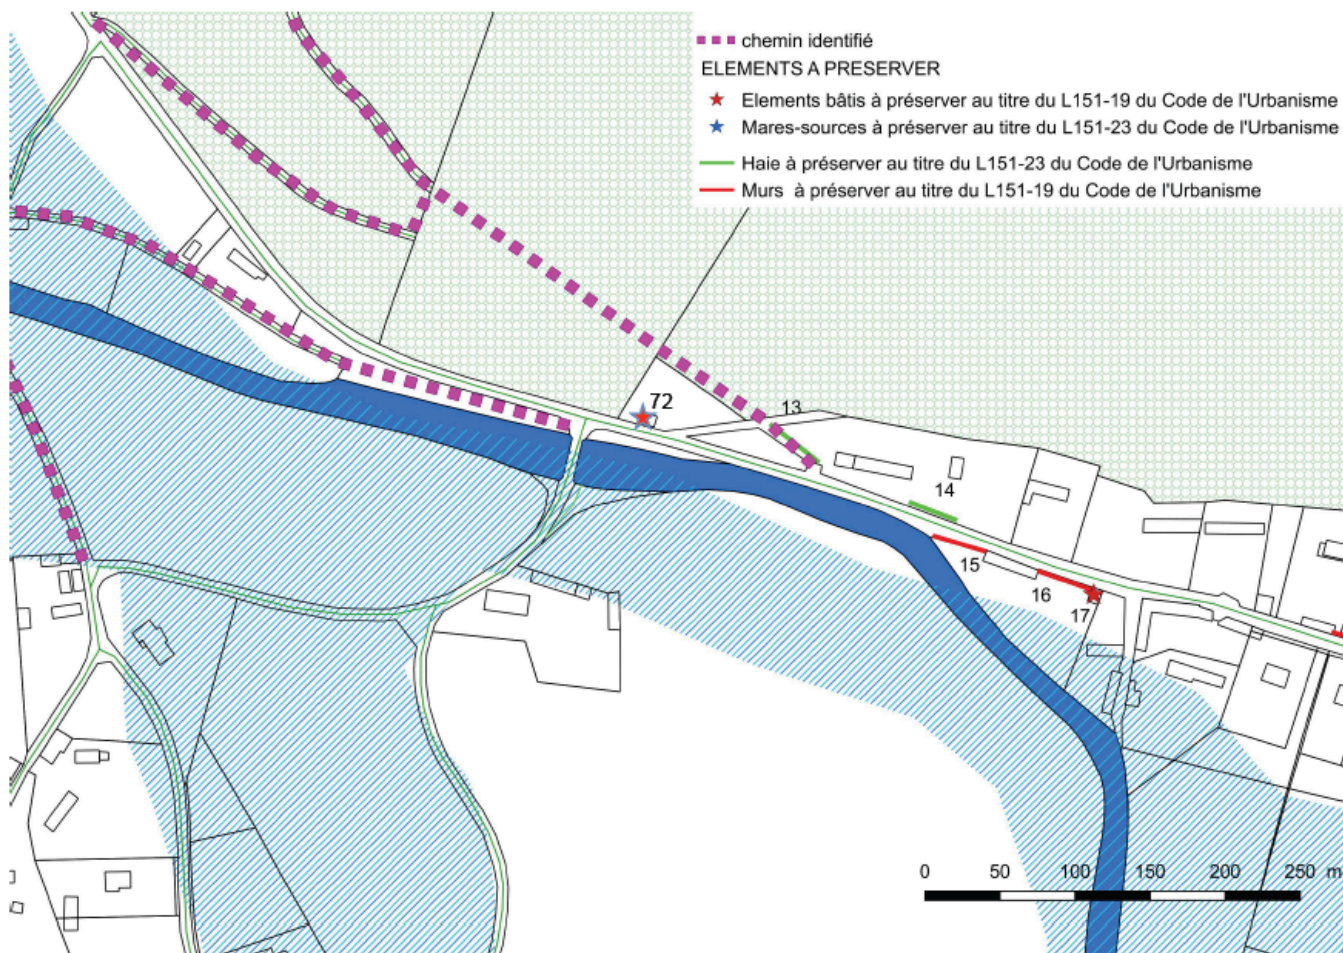 chemin identifié
ELEMENTS A PRESERVER
Elements bâtis à préserver au titre du L151-19 du Code de l'Urbanisme
Mares-sources à préserver au titre du L151-23 du Code de l'Urbanisme
Haie à préserver au titre du L151-23 du Code de l'Urbanisme
Murs à préserver au titre du L151-19 du Code de l'Urbanisme
72
13
14
15
16
17
0 50 100 150 200 250 m